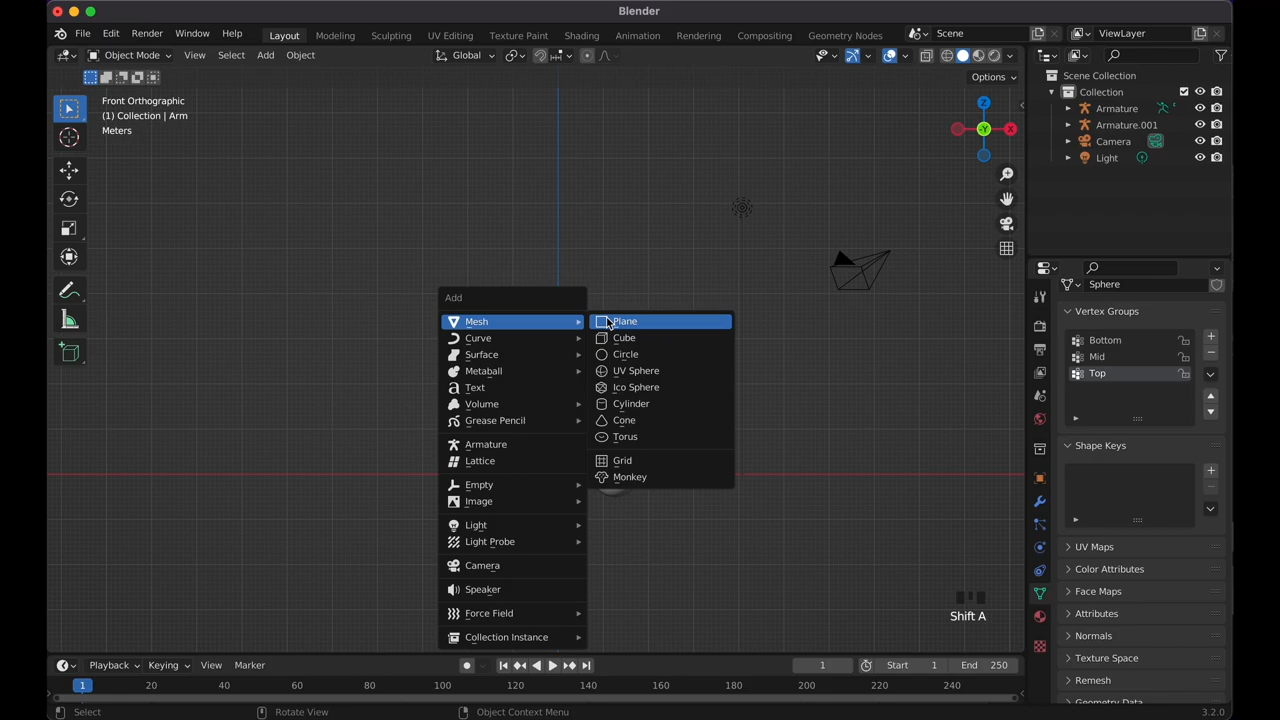 Blender
File Edit Render Window Help Layout Modeling Sculpting UV Editing Texture Paint Shading Animation Rendering Compositing Geometry Nodes Scene ViewLayer
Object Mode View Select Add Object Global
Options
Front Orthographic
(1) Collection | Arm
Meters
Scene Collection
Collection
Armature
Armature.001
Camera
Light
Z
-Y
X
Add
Mesh
Curve
Surface
Metaball
Text
Volume
Grease Pencil
Armature
Lattice
Empty
Image
Light
Light Probe
Camera
Speaker
Force Field
Collection Instance
Plane
Cube
Circle
UV Sphere
Ico Sphere
Cylinder
Cone
Torus
Grid
Monkey
Shift A
Sphere
Vertex Groups
Bottom
Mid
Top
Shape Keys
UV Maps
Color Attributes
Face Maps
Attributes
Normals
Texture Space
Remesh
Geometry Data
Playback Keying View Marker 1 Start 1 End 250
1 20 40 60 80 100 120 140 160 180 200 220 240
Select Rotate View Object Context Menu 3.2.0